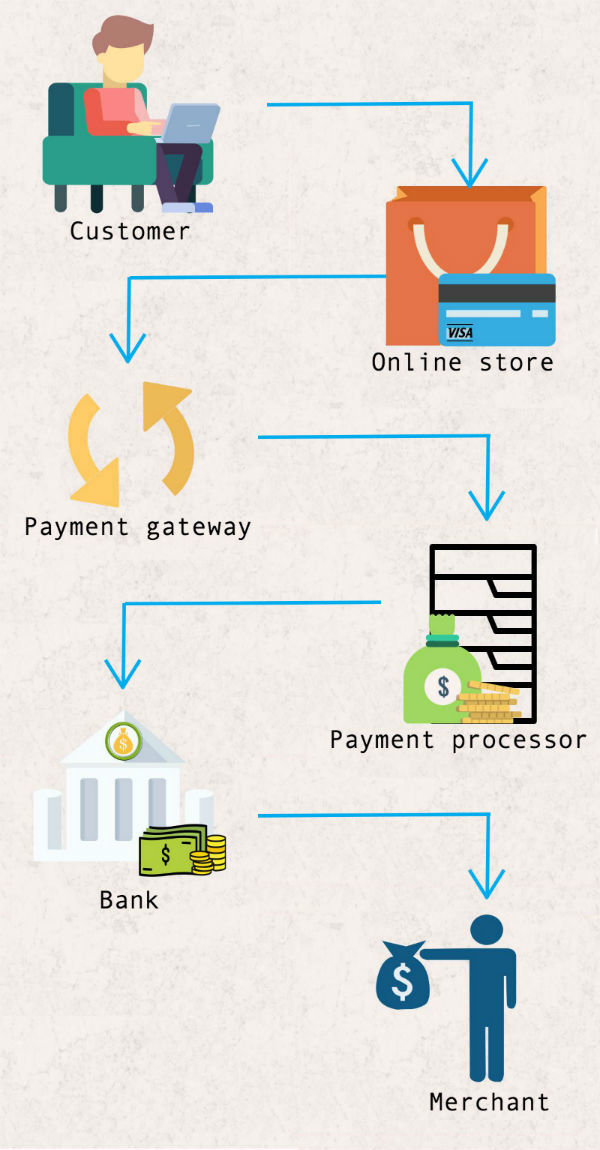 Customer
VISA
Online store
Payment gateway
$
Payment processor
$
$
Bank
$
Merchant